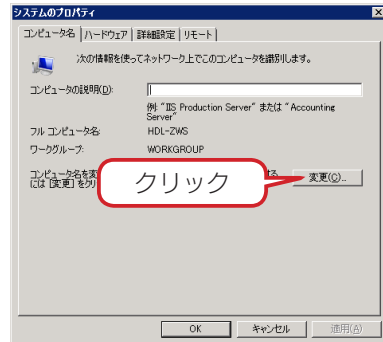 システムのプロパティ
コンピュータ名 ハードウェア 詳細設定 リモート
次の情報を使ってネットワーク上でこのコンピュータを識別します。
コンピュータの説明(D):
例: "IIS Production Server" または "Accounting
Server"
フル コンピュータ名: HDL-ZWS
ワークグループ: WORKGROUP
コンピュータ名を変
には [変更] をクリ
クリック
変更(C)...
OK キャンセル 適用(A)